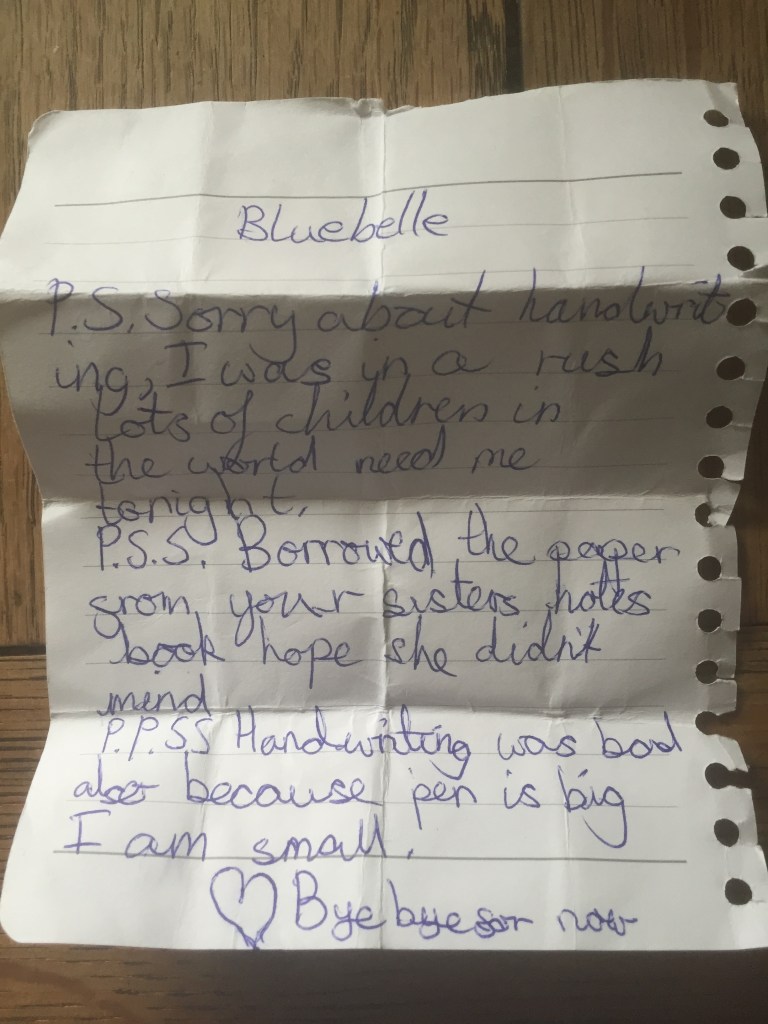 Bluebelle
P.S. Sorry about handwrit
ing, I was in a rush
Lots of children in
the world need me
tonight.
P.S.S. Borrowed the paper
from your sisters notes
book hope she didn't
mind
P.P.S.S Handwriting was bad
also because pen is big
I am small.
Bye bye for now